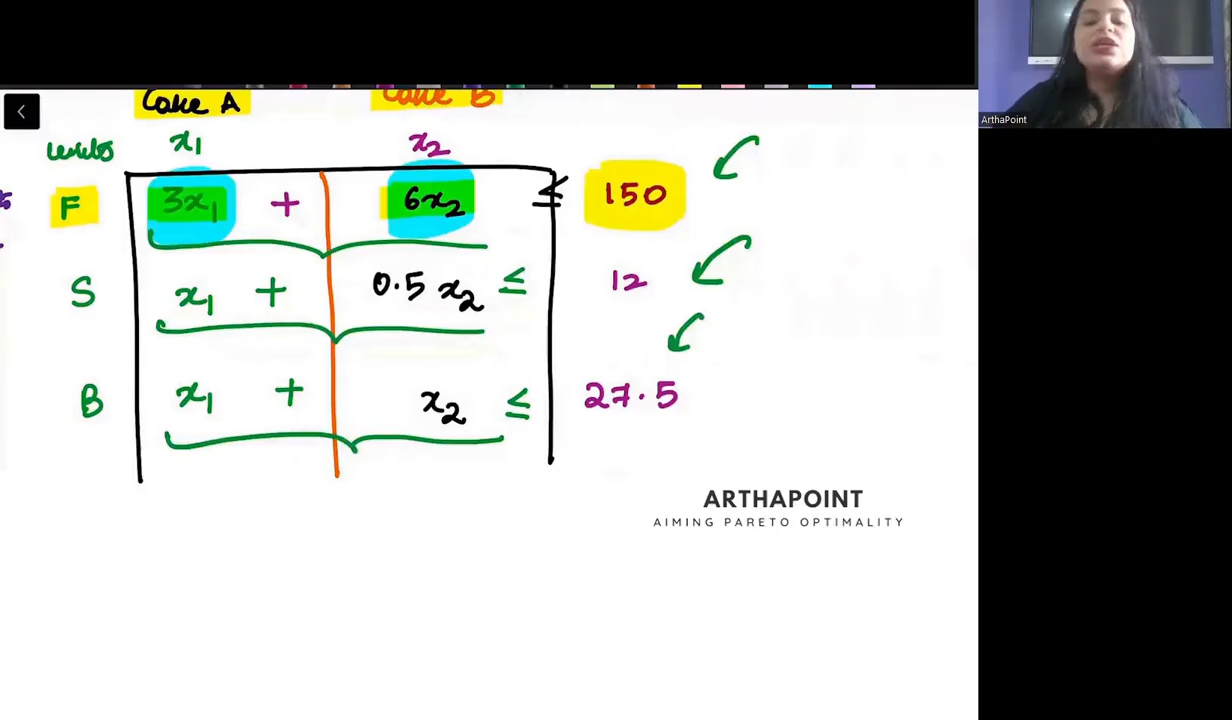 Cake A Cake B
units x₁ x₂
F 3x₁ + 6x₂ ≤ 150
S x₁ + 0.5 x₂ ≤ 12
B x₁ + x₂ ≤ 27.5
ARTHAPOINT
AIMING PARETO OPTIMALITY
ArthaPoint